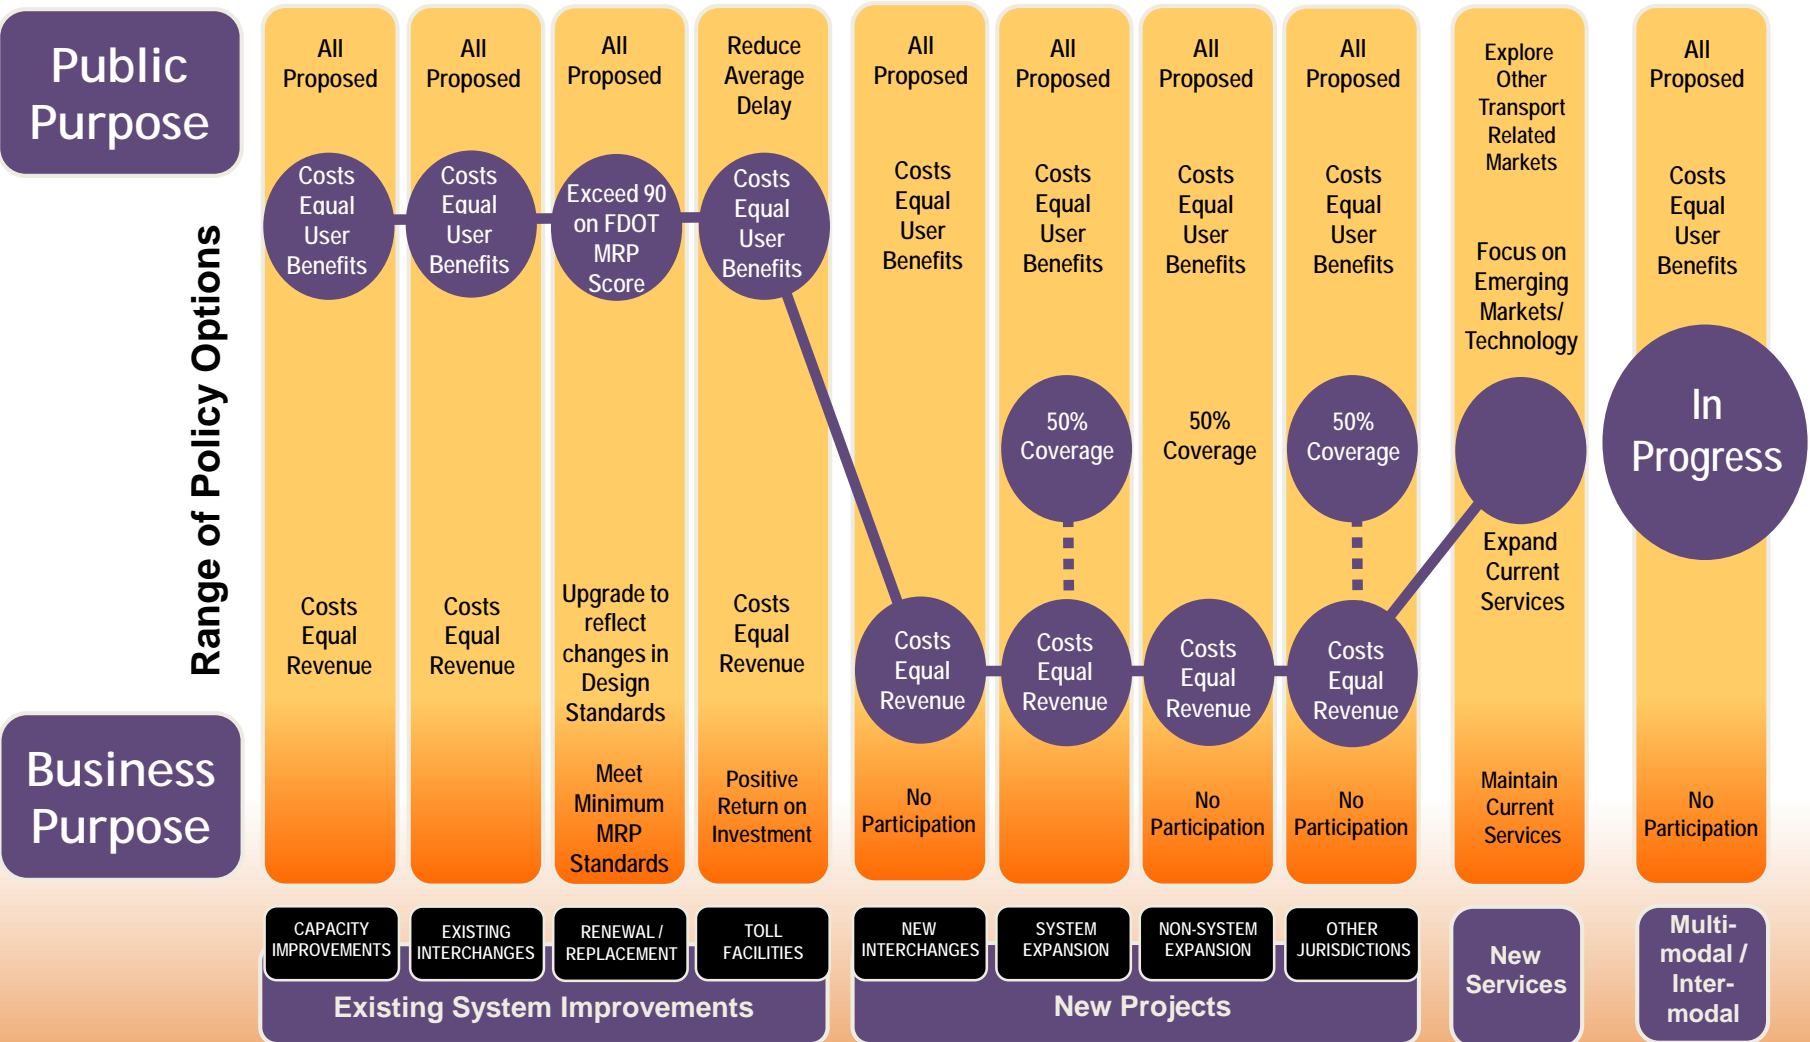 Public
Purpose
Range of Policy Options
Business
Purpose
All
Proposed
Costs
Equal
User
Benefits
Costs
Equal
Revenue
CAPACITY
IMPROVEMENTS
All
Proposed
Costs
Equal
User
Benefits
Costs
Equal
Revenue
EXISTING
INTERCHANGES
All
Proposed
Exceed 90
on FDOT
MRP
Score
Upgrade to
reflect
changes in
Design
Standards
Meet
Minimum
MRP
Standards
RENEWAL /
REPLACEMENT
Reduce
Average
Delay
Costs
Equal
User
Benefits
Costs
Equal
Revenue
Positive
Return on
Investment
TOLL
FACILITIES
Existing System Improvements
All
Proposed
Costs
Equal
User
Benefits
Costs
Equal
Revenue
No
Participation
NEW
INTERCHANGES
All
Proposed
Costs
Equal
User
Benefits
50%
Coverage
Costs
Equal
Revenue
SYSTEM
EXPANSION
All
Proposed
Costs
Equal
User
Benefits
50%
Coverage
Costs
Equal
Revenue
No
Participation
NON-SYSTEM
EXPANSION
All
Proposed
Costs
Equal
User
Benefits
50%
Coverage
Costs
Equal
Revenue
No
Participation
OTHER
JURISDICTIONS
New Projects
Explore
Other
Transport
Related
Markets
Focus on
Emerging
Markets/
Technology
Expand
Current
Services
Maintain
Current
Services
New
Services
All
Proposed
Costs
Equal
User
Benefits
In
Progress
No
Participation
Multi-
modal /
Inter-
modal